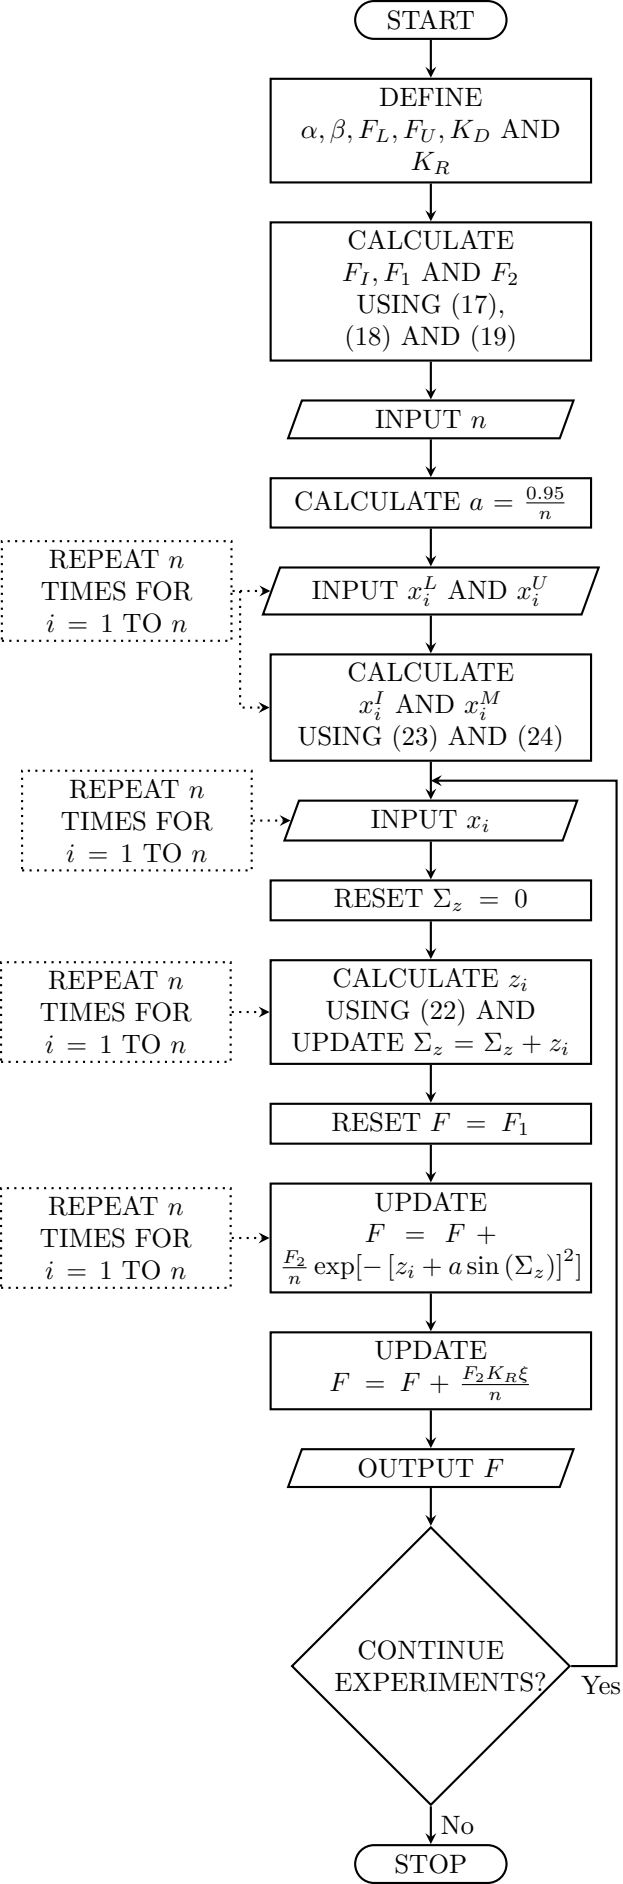 START
DEFINE
α, β, F_L, F_U, K_D AND
K_R
CALCULATE
F_I, F_1 AND F_2
USING (17),
(18) AND (19)
INPUT n
CALCULATE a = 0.95/n
REPEAT n
TIMES FOR
i = 1 TO n
INPUT x_i^L AND x_i^U
CALCULATE
x_i^I AND x_i^M
USING (23) AND (24)
REPEAT n
TIMES FOR
i = 1 TO n
INPUT x_i
RESET Σ_z = 0
REPEAT n
TIMES FOR
i = 1 TO n
CALCULATE z_i
USING (22) AND
UPDATE Σ_z = Σ_z + z_i
RESET F = F_1
REPEAT n
TIMES FOR
i = 1 TO n
UPDATE
F = F +
F_2/n exp[− [z_i + a sin (Σ_z)]^2]
UPDATE
F = F + F_2 K_R ξ/n
OUTPUT F
CONTINUE
EXPERIMENTS?
Yes
No
STOP